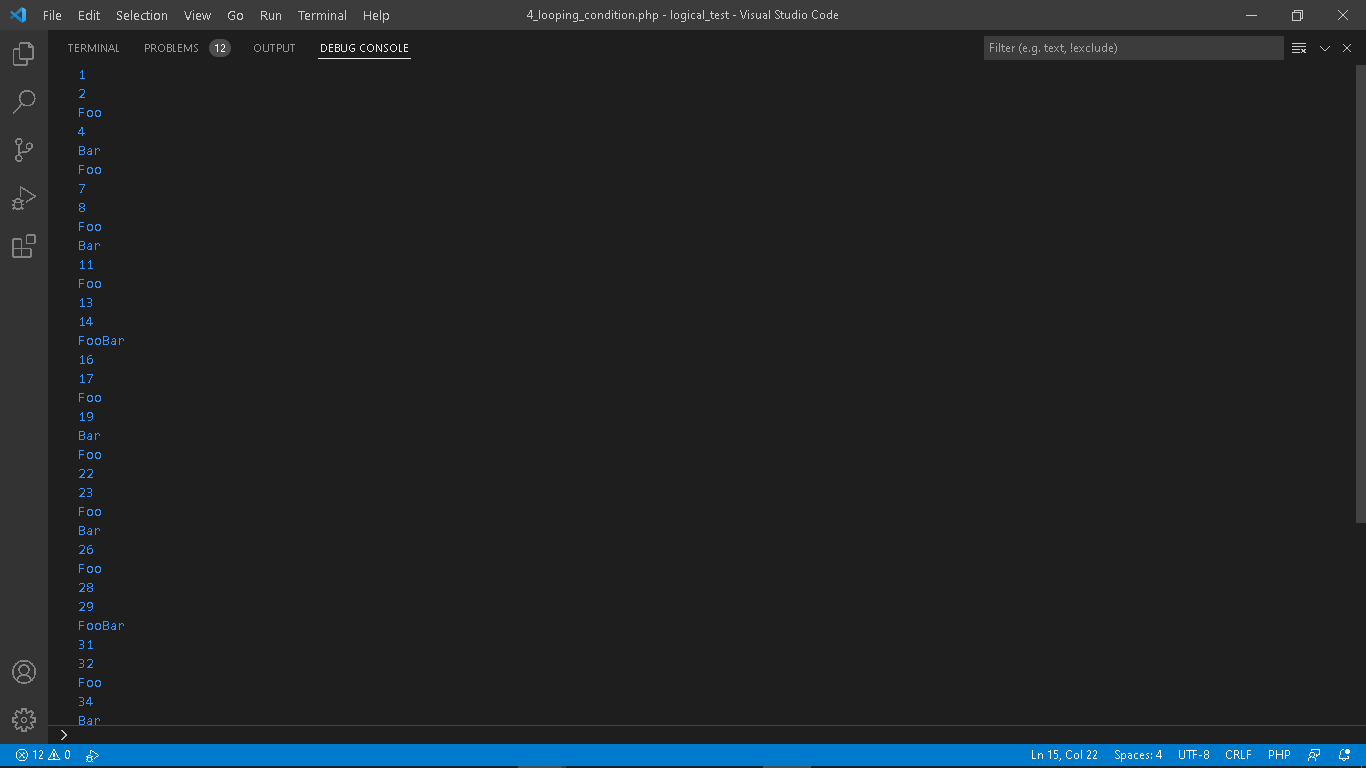 File Edit Selection View Go Run Terminal Help 4_looping_condition.php - logical_test - Visual Studio Code
TERMINAL PROBLEMS 12 OUTPUT DEBUG CONSOLE Filter (e.g. text, !exclude)
1
2
Foo
4
Bar
Foo
7
8
Foo
Bar
11
Foo
13
14
FooBar
16
17
Foo
19
Bar
Foo
22
23
Foo
Bar
26
Foo
28
29
FooBar
31
32
Foo
34
Bar
12 0 Ln 15, Col 22 Spaces: 4 UTF-8 CRLF PHP